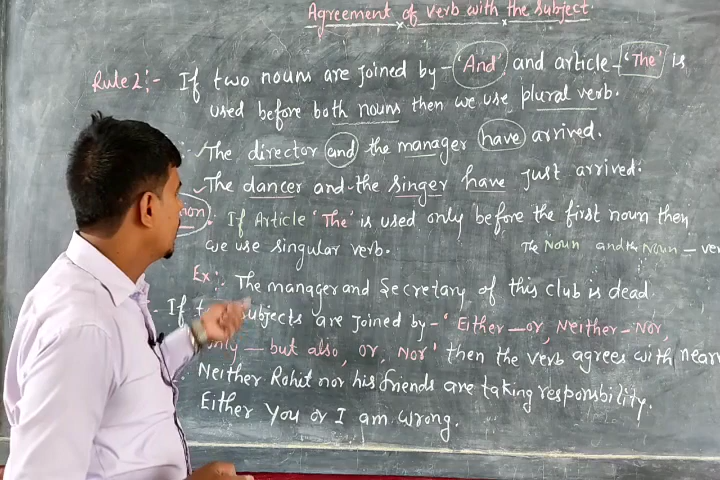 Agreement of verb with the subject.
Rule 2:- If two nouns are joined by - 'And' and article - 'The' is
used before both nouns then we use plural verb.
The director and the manager have arrived.
The dancer and the singer have just arrived.
If Article 'The' is used only before the first noun then
we use singular verb. The Noun and the Noun -
Ex:- The manager and Secretary of this club is dead.
If subjects are joined by - 'Either - or, Neither - Nor,
but also, or, Nor' then the verb agrees with
Neither Rohit nor his friends are taking responsbility.
Either You or I am wrong.